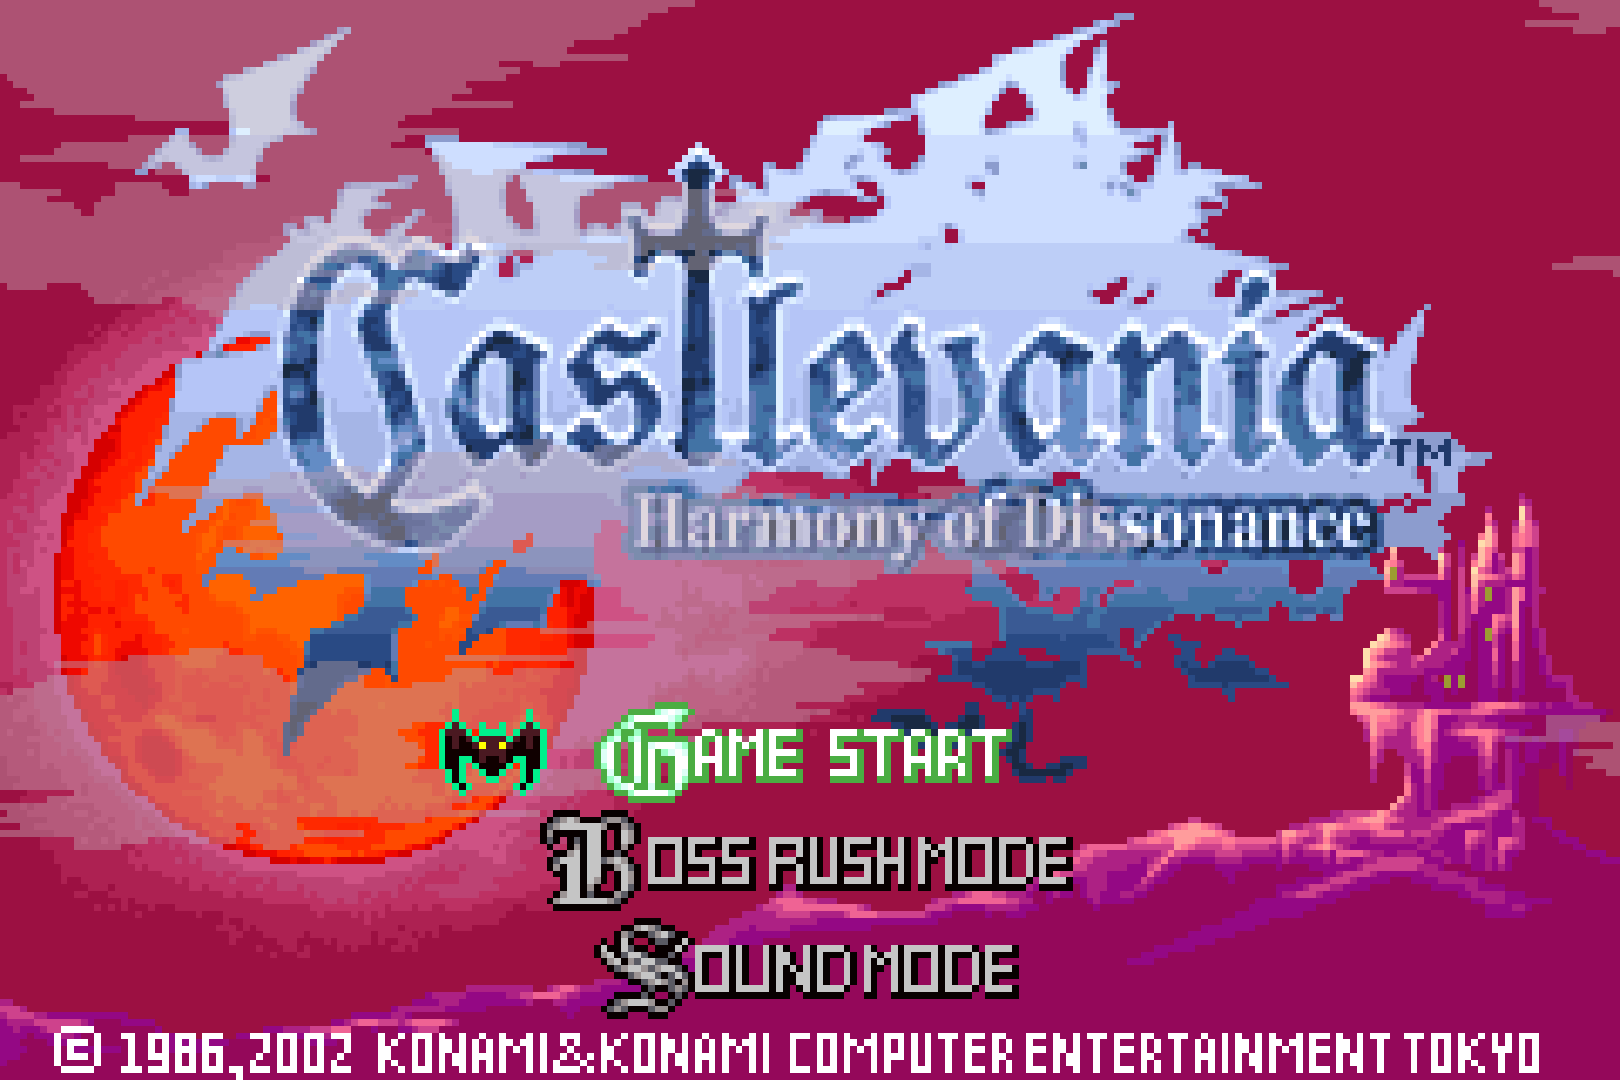 Castlevania™
Harmony of Dissonance
GAME START
BOSS RUSH MODE
SOUND MODE
© 1986,2002 KONAMI&KONAMI COMPUTER ENTERTAINMENT TOKYO